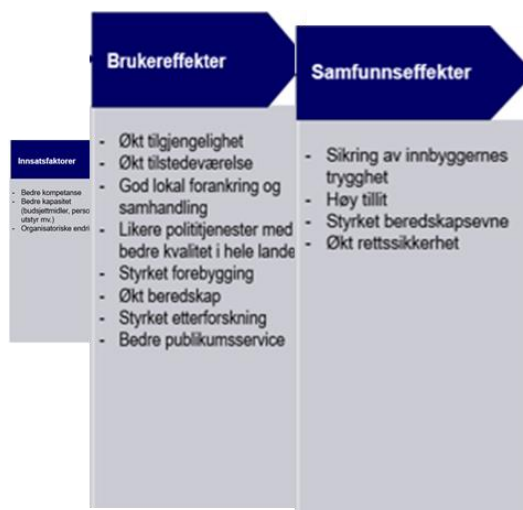 Innsatsfaktorer
- Bedre kompetanse
- Bedre kapasitet
(budsjettmidler,
utstyr mv.)
- Organisatoriske
Brukereffekter
- Økt tilgjengelighet
- Økt tilstedeværelse
- God lokal forankring og
samhandling
- Likere polititjenester med
bedre kvalitet i hele
- Styrket forebygging
- Økt beredskap
- Styrket etterforskning
- Bedre publikumsservice
Samfunnseffekter
- Sikring av innbyggernes
trygghet
- Høy tillit
- Styrket beredskapsevne
- Økt rettssikkerhet